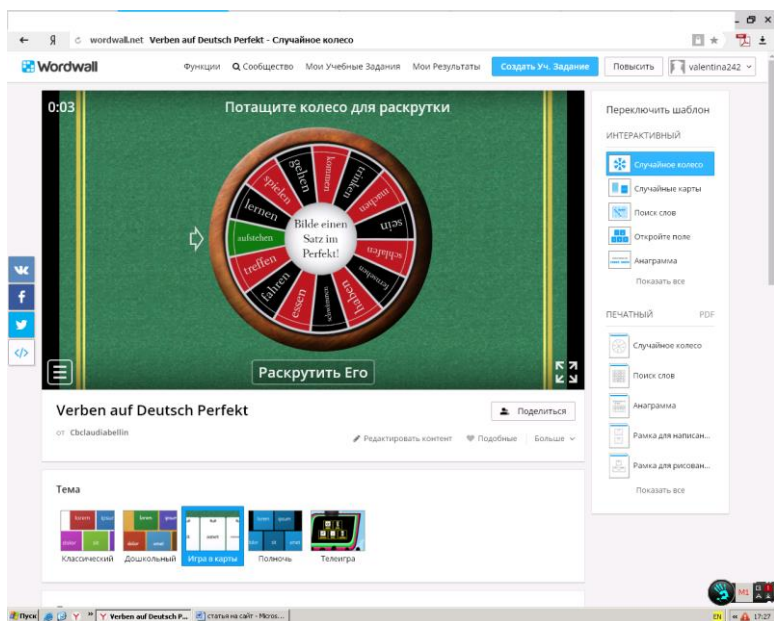 Я wordwall.net Verben auf Deutsch Perfekt - Случайное колесо
Wordwall
Функции Сообщество Мои Учебные Задания Мои Результаты Создать Уч. Задание Повысить valentina242
0:03
Потащите колесо для раскрутки
aufstehen
lernen
spielen
gehen
kommen
trinken
machen
sein
schlafen
fernsehen
haben
schwimmen
essen
fahren
treffen
Bilde einen
Satz im
Perfekt!
Раскрутить Его
Verben auf Deutsch Perfekt
от Cbclaudiabellin
Поделиться
Редактировать контент Подобные Больше
Тема
Классический Дошкольный Игра в карты Полночь Телеигра
Переключить шаблон
ИНТЕРАКТИВНЫЙ
Случайное колесо
Случайные карты
Поиск слов
Откройте поле
Анаграмма
Показать все
ПЕЧАТНЫЙ PDF
Случайное колесо
Поиск слов
Анаграмма
Рамка для написан...
Рамка для рисован...
Показать все
Пуск Verben auf Deutsch P... статья на сайт - Micros... EN 17:27